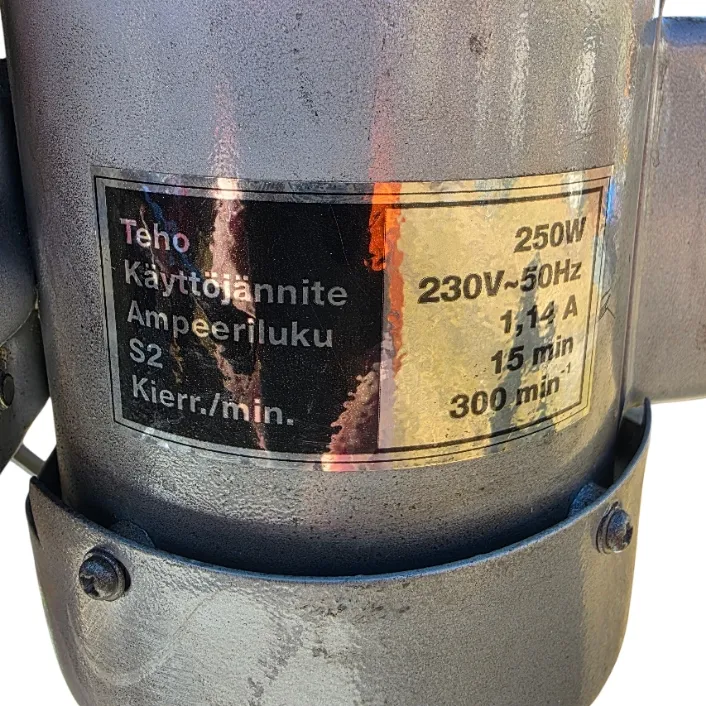 Teho 250W
Käyttöjännite 230V~50Hz
Ampeeriluku 1,14 A
S2 15 min
Kierr./min. 300 min⁻¹